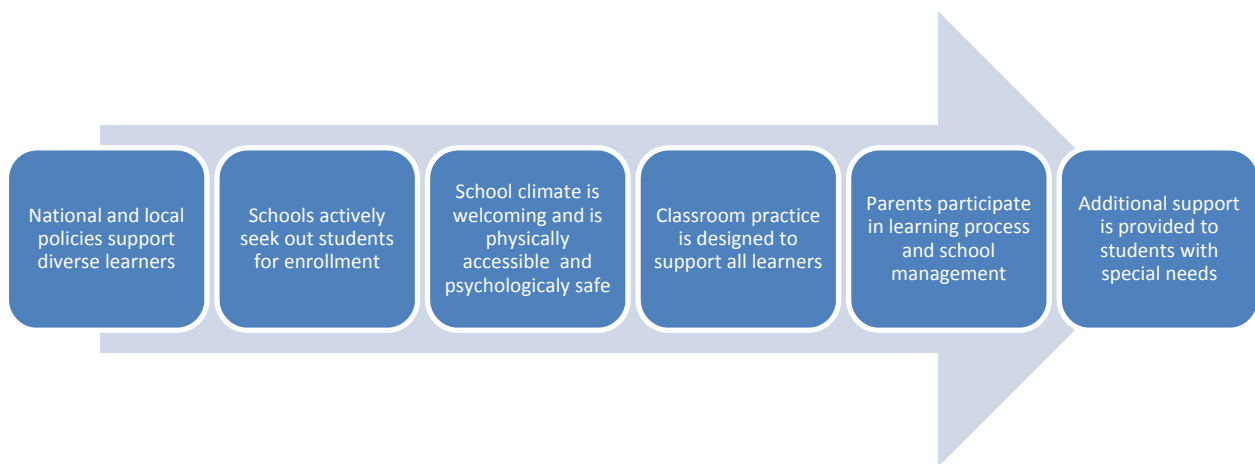 National and local
policies support
diverse learners
Schools actively
seek out students
for enrollment
School climate is
welcoming and is
physically
accessible and
psychologicaly safe
Classroom practice
is designed to
support all learners
Parents participate
in learning process
and school
management
Additional support
is provided to
students with
special needs